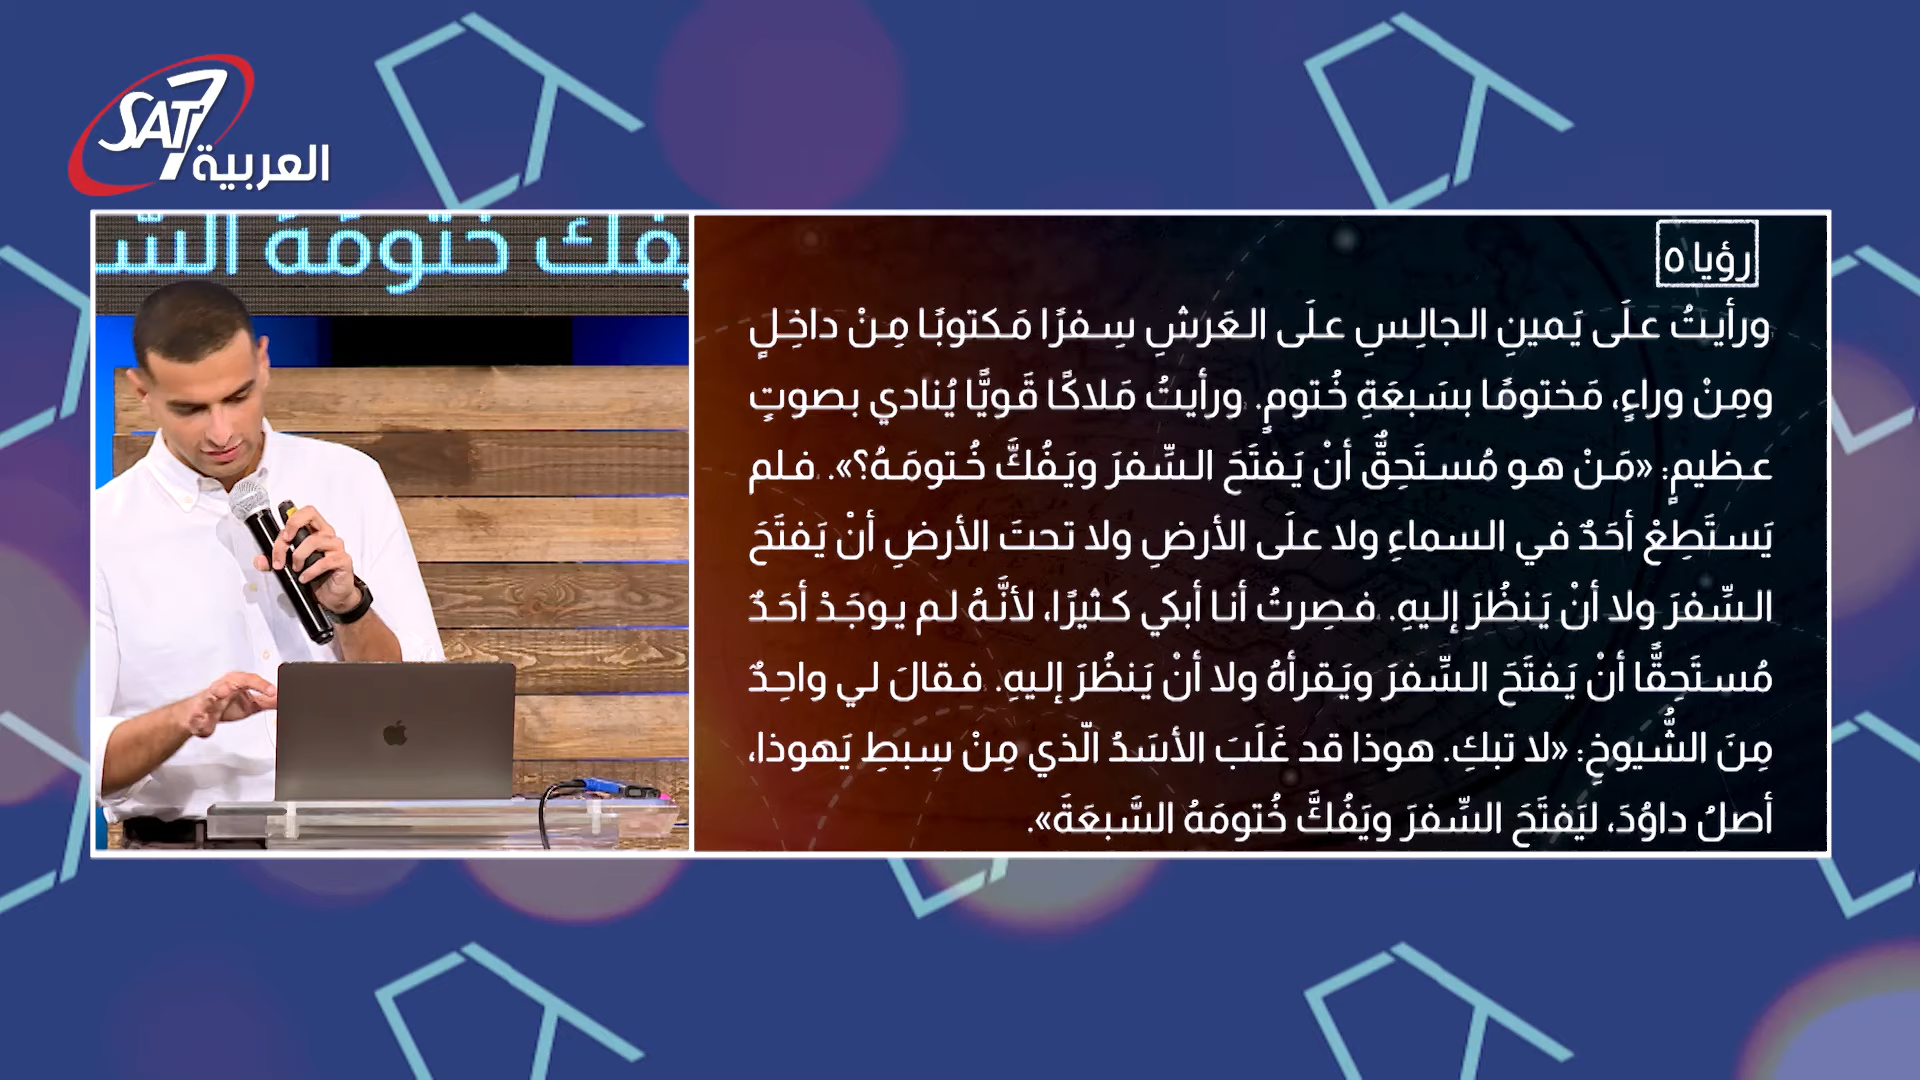 SAT7
العربية
يفُكَّ ختومَهُ السَّ
رؤيا ٥
ورأيتُ علَى يَمينِ الجالِسِ علَى العَرشِ سِفرًا مَكتوبًا مِنْ داخِلٍ
ومِنْ وراءٍ، مَختومًا بسَبعَةِ خُتومٍ. ورأيتُ مَلاكًا قَويًّا يُنادي بصوتٍ
عظيمٍ: «مَنْ هو مُستَحِقٌّ أنْ يَفتَحَ السِّفرَ ويَفُكَّ خُتومَهُ؟». فلم
يَستَطِعْ أحَدٌ في السماءِ ولا علَى الأرضِ ولا تحتَ الأرضِ أنْ يَفتَحَ
السِّفرَ ولا أنْ يَنظُرَ إليهِ. فصِرتُ أنا أبكي كثيرًا، لأنَّهُ لم يوجَدْ أحَدٌ
مُستَحِقًّا أنْ يَفتَحَ السِّفرَ ويَقرأهُ ولا أنْ يَنظُرَ إليهِ. فقالَ لي واحِدٌ
مِنَ الشُّيوخِ: «لا تبكِ. هوذا قد غَلَبَ الأسَدُ الّذي مِنْ سِبطِ يَهوذا،
أصلُ داوُدَ، ليَفتَحَ السِّفرَ ويَفُكَّ خُتومَهُ السَّبعَةَ».